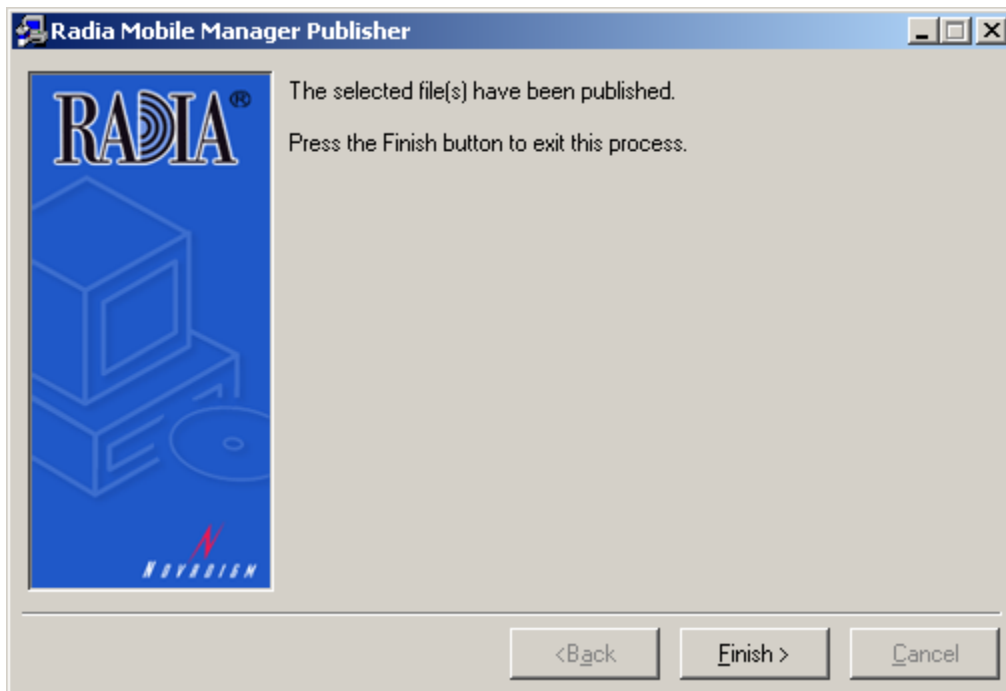 Radia Mobile Manager Publisher
RADIA®
The selected file(s) have been published.
Press the Finish button to exit this process.
NOVADIGM
<Back
Finish >
Cancel